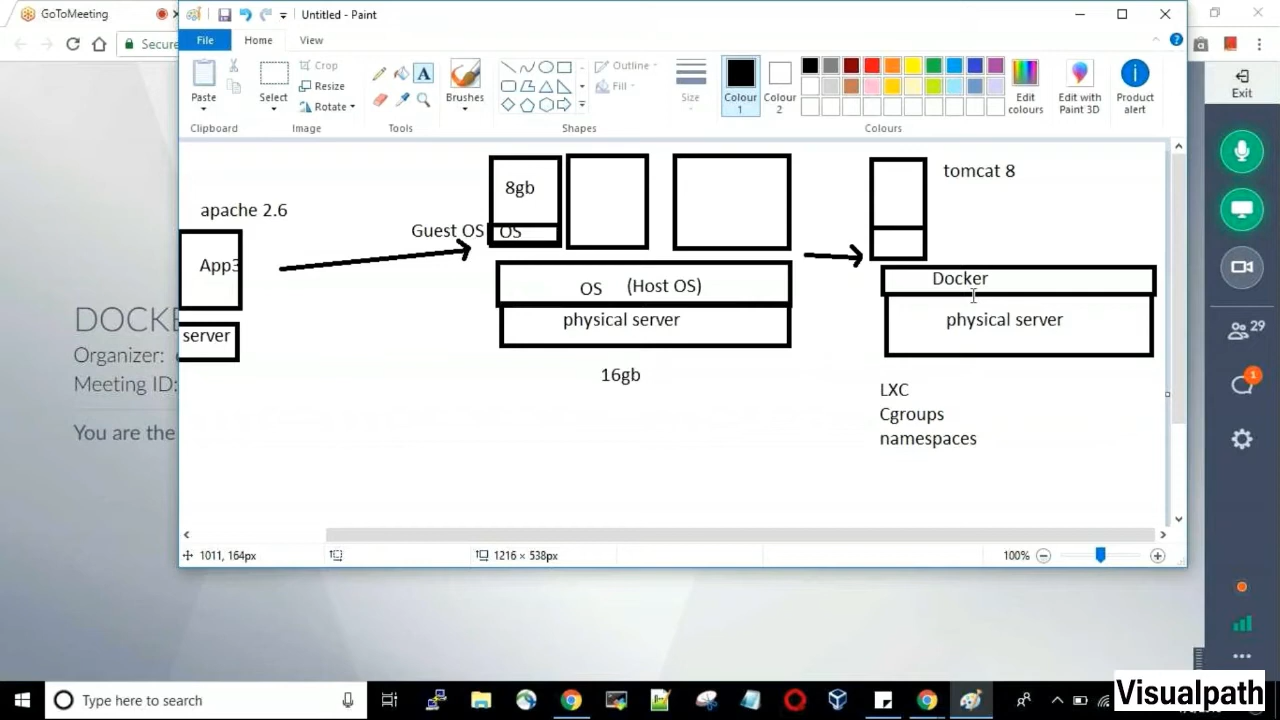 GoToMeeting
Secure
Untitled - Paint
File
Home
View
Paste
Clipboard
Select
Crop
Resize
Rotate
Image
A
Tools
Brushes
Shapes
Outline
Fill
Size
Colour 1
Colour 2
Colours
Edit colours
Edit with Paint 3D
Product alert
Exit
apache 2.6
App3
server
8gb
Guest OS
OS
OS
(Host OS)
physical server
16gb
tomcat 8
Docker
physical server
LXC
Cgroups
namespaces
DOCKE
Organizer:
Meeting ID:
You are the
29
1
1011, 164px
1216 × 538px
100%
Type here to search
Visualpath